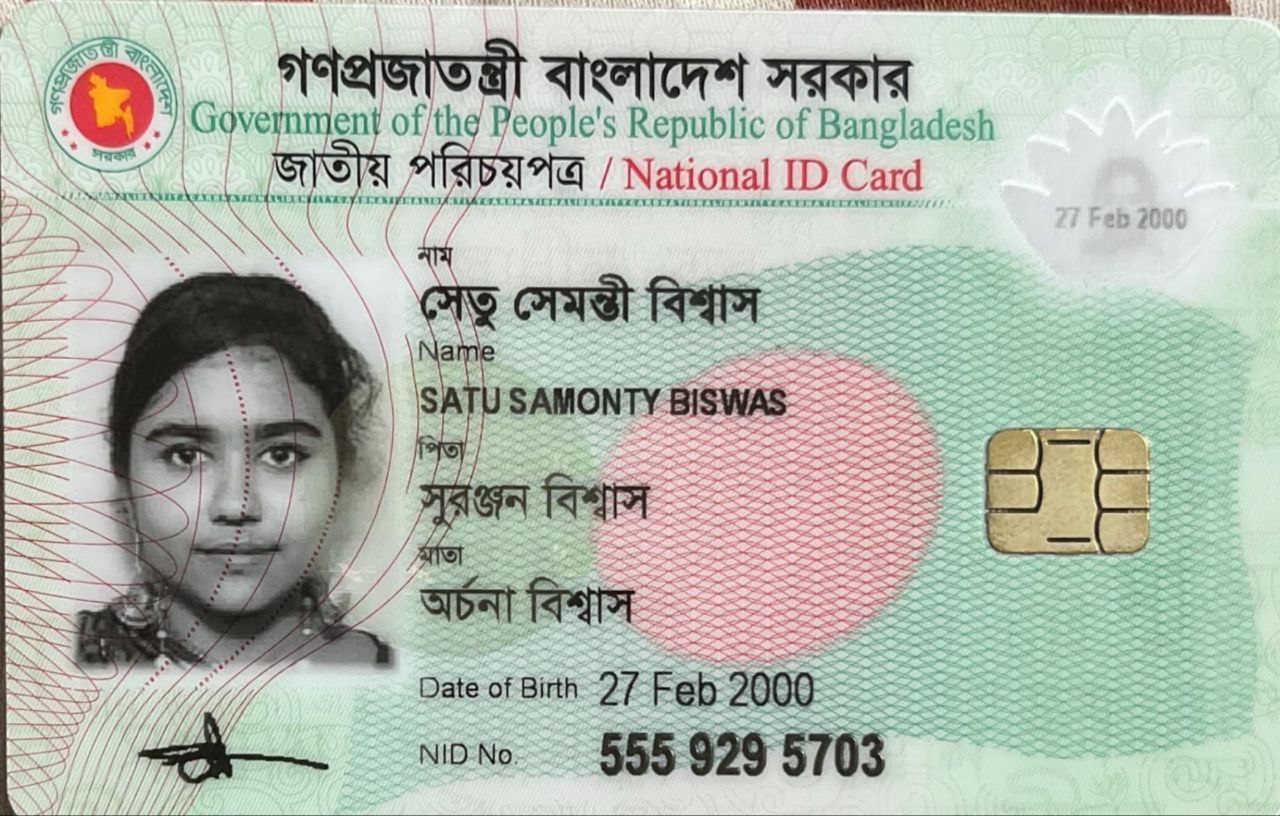 গণপ্রজাতন্ত্রী বাংলাদেশ
সরকার
গণপ্রজাতন্ত্রী বাংলাদেশ সরকার
Government of the People's Republic of Bangladesh
জাতীয় পরিচয়পত্র / National ID Card
27 Feb 2000
নাম
সেতু সেমন্তী বিশ্বাস
Name
SATU SAMONTY BISWAS
পিতা
সুরঞ্জন বিশ্বাস
মাতা
অর্চনা বিশ্বাস
Date of Birth 27 Feb 2000
NID No. 555 929 5703